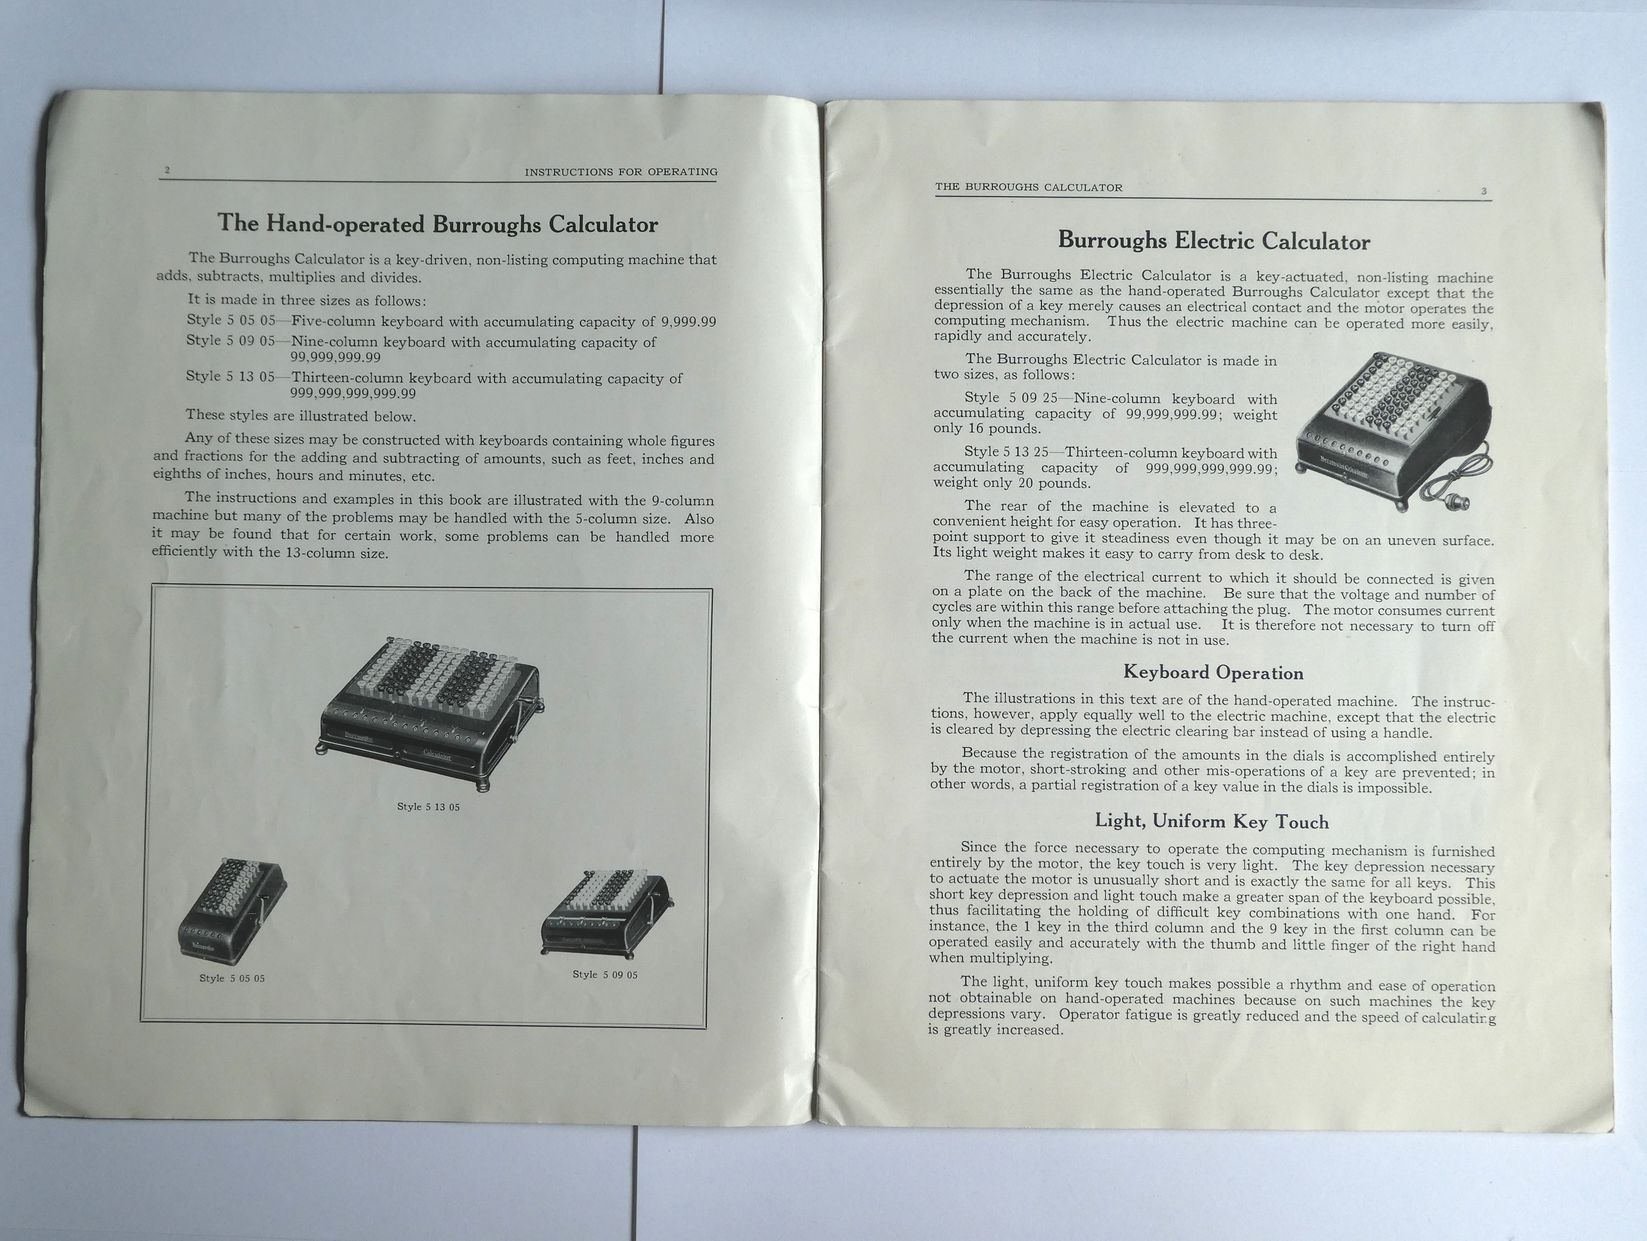 2
INSTRUCTIONS FOR OPERATING
The Hand-operated Burroughs Calculator
The Burroughs Calculator is a key-driven, non-listing computing machine that
adds, subtracts, multiplies and divides.
It is made in three sizes as follows:
Style 5 05 05—Five-column keyboard with accumulating capacity of 9,999.99
Style 5 09 05—Nine-column keyboard with accumulating capacity of
99,999,999.99
Style 5 13 05—Thirteen-column keyboard with accumulating capacity of
999,999,999,999.99
These styles are illustrated below.
Any of these sizes may be constructed with keyboards containing whole figures
and fractions for the adding and subtracting of amounts, such as feet, inches and
eighths of inches, hours and minutes, etc.
The instructions and examples in this book are illustrated with the 9-column
machine but many of the problems may be handled with the 5-column size. Also
it may be found that for certain work, some problems can be handled more
efficiently with the 13-column size.
Burroughs
Calculator
Style 5 13 05
Burroughs
Style 5 05 05
Style 5 09 05
THE BURROUGHS CALCULATOR
3
Burroughs Electric Calculator
The Burroughs Electric Calculator is a key-actuated, non-listing machine
essentially the same as the hand-operated Burroughs Calculator except that the
depression of a key merely causes an electrical contact and the motor operates the
computing mechanism. Thus the electric machine can be operated more easily,
rapidly and accurately.
The Burroughs Electric Calculator is made in
two sizes, as follows:
Style 5 09 25—Nine-column keyboard with
accumulating capacity of 99,999,999.99; weight
only 16 pounds.
Style 5 13 25—Thirteen-column keyboard with
accumulating capacity of 999,999,999,999.99;
weight only 20 pounds.
Burroughs Calculator
The rear of the machine is elevated to a
convenient height for easy operation. It has three-
point support to give it steadiness even though it may be on an uneven surface.
Its light weight makes it easy to carry from desk to desk.
The range of the electrical current to which it should be connected is given
on a plate on the back of the machine. Be sure that the voltage and number of
cycles are within this range before attaching the plug. The motor consumes current
only when the machine is in actual use. It is therefore not necessary to turn off
the current when the machine is not in use.
Keyboard Operation
The illustrations in this text are of the hand-operated machine. The instruc-
tions, however, apply equally well to the electric machine, except that the electric
is cleared by depressing the electric clearing bar instead of using a handle.
Because the registration of the amounts in the dials is accomplished entirely
by the motor, short-stroking and other mis-operations of a key are prevented; in
other words, a partial registration of a key value in the dials is impossible.
Light, Uniform Key Touch
Since the force necessary to operate the computing mechanism is furnished
entirely by the motor, the key touch is very light. The key depression necessary
to actuate the motor is unusually short and is exactly the same for all keys. This
short key depression and light touch make a greater span of the keyboard possible,
thus facilitating the holding of difficult key combinations with one hand. For
instance, the 1 key in the third column and the 9 key in the first column can be
operated easily and accurately with the thumb and little finger of the right hand
when multiplying.
The light, uniform key touch makes possible a rhythm and ease of operation
not obtainable on hand-operated machines because on such machines the key
depressions vary. Operator fatigue is greatly reduced and the speed of calculating
is greatly increased.